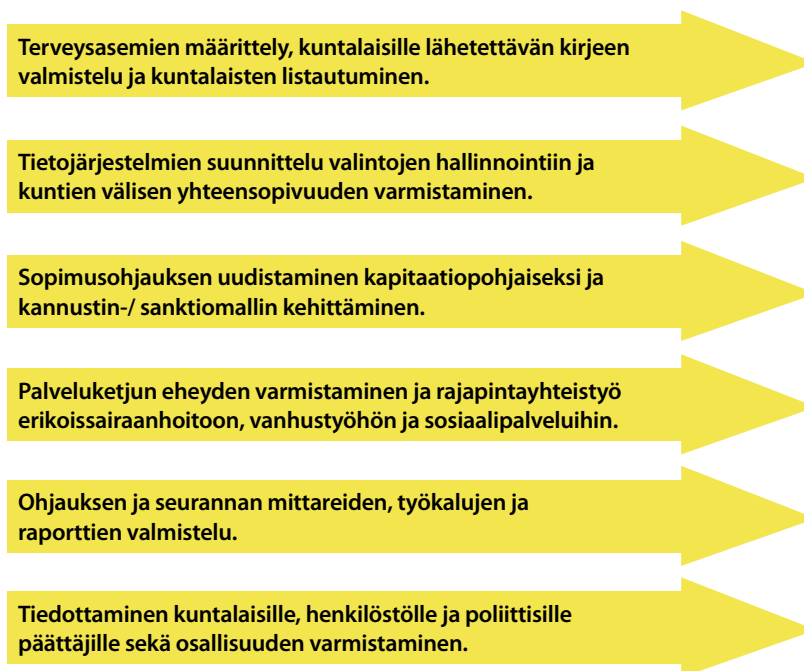 Terveysasemien määrittely, kuntalaisille lähetettävän kirjeen
valmistelu ja kuntalaisten listautuminen.
Tietojärjestelmien suunnittelu valintojen hallinnointiin ja
kuntien välisen yhteensopivuuden varmistaminen.
Sopimusohjauksen uudistaminen kapitaatiopohjaiseksi ja
kannustin-/ sanktiomallin kehittäminen.
Palveluketjun eheyden varmistaminen ja rajapintayhteistyö
erikoissairaanhoitoon, vanhustyöhön ja sosiaalipalveluihin.
Ohjauksen ja seurannan mittareiden, työkalujen ja
raporttien valmistelu.
Tiedottaminen kuntalaisille, henkilöstölle ja poliittisille
päättäjille sekä osallisuuden varmistaminen.